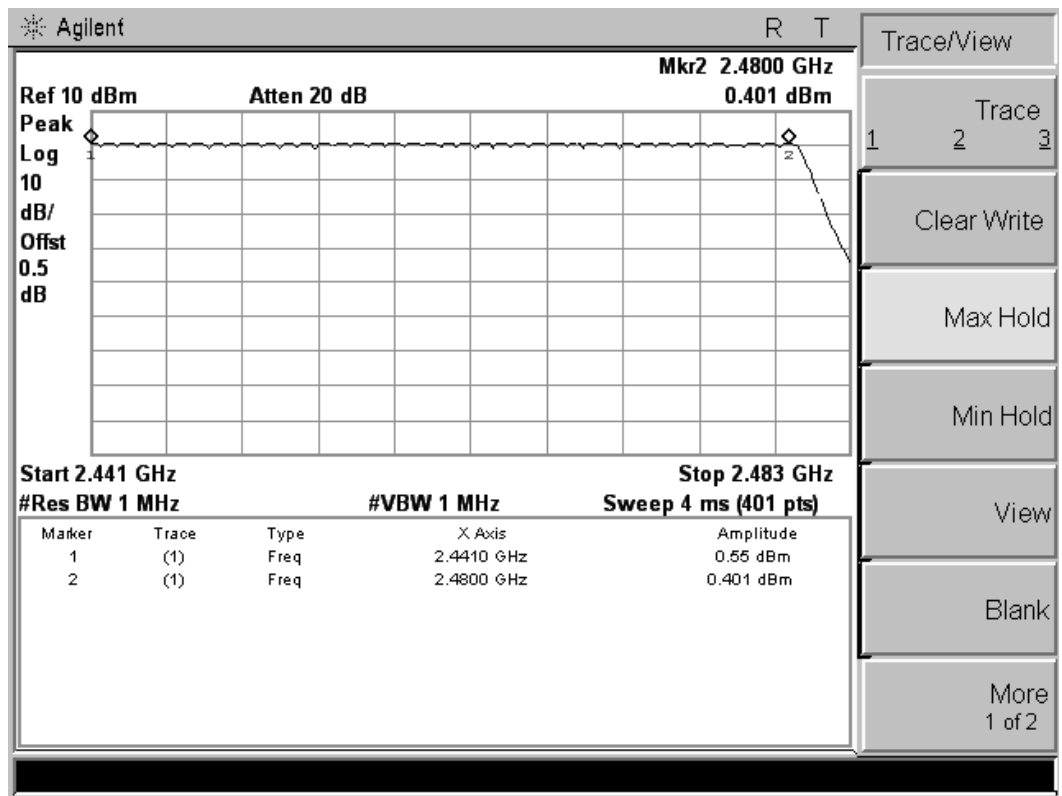 Agilent R T
Mkr2 2.4800 GHz
Ref 10 dBm Atten 20 dB 0.401 dBm
Peak
Log
10
dB/
Offst
0.5
dB
1
2
Start 2.441 GHz Stop 2.483 GHz
#Res BW 1 MHz #VBW 1 MHz Sweep 4 ms (401 pts)
Marker Trace Type X Axis Amplitude
1 (1) Freq 2.4410 GHz 0.55 dBm
2 (1) Freq 2.4800 GHz 0.401 dBm
Trace/View
Trace
1 2 3
Clear Write
Max Hold
Min Hold
View
Blank
More
1 of 2